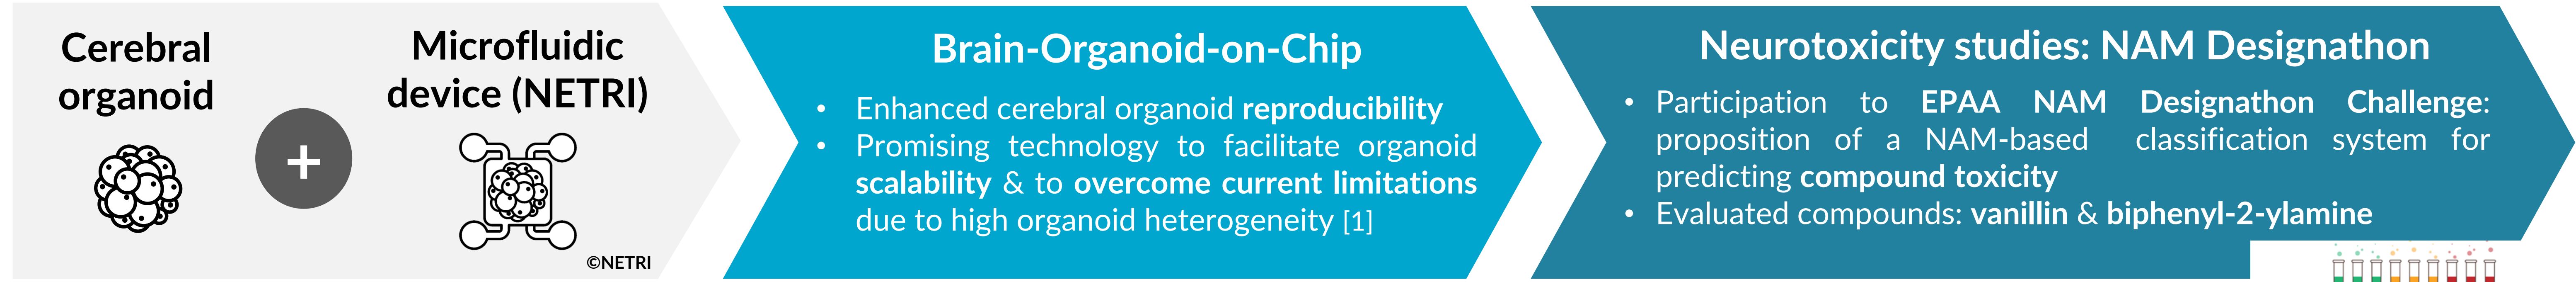 Cerebral
organoid
+
Microfluidic
device (NETRI)
©NETRI
Brain-Organoid-on-Chip
• Enhanced cerebral organoid reproducibility
• Promising technology to facilitate organoid
scalability & to overcome current limitations
due to high organoid heterogeneity [1]
Neurotoxicity studies: NAM Designathon
• Participation to EPAA NAM Designathon Challenge:
proposition of a NAM-based classification system for
predicting compound toxicity
• Evaluated compounds: vanillin & biphenyl-2-ylamine